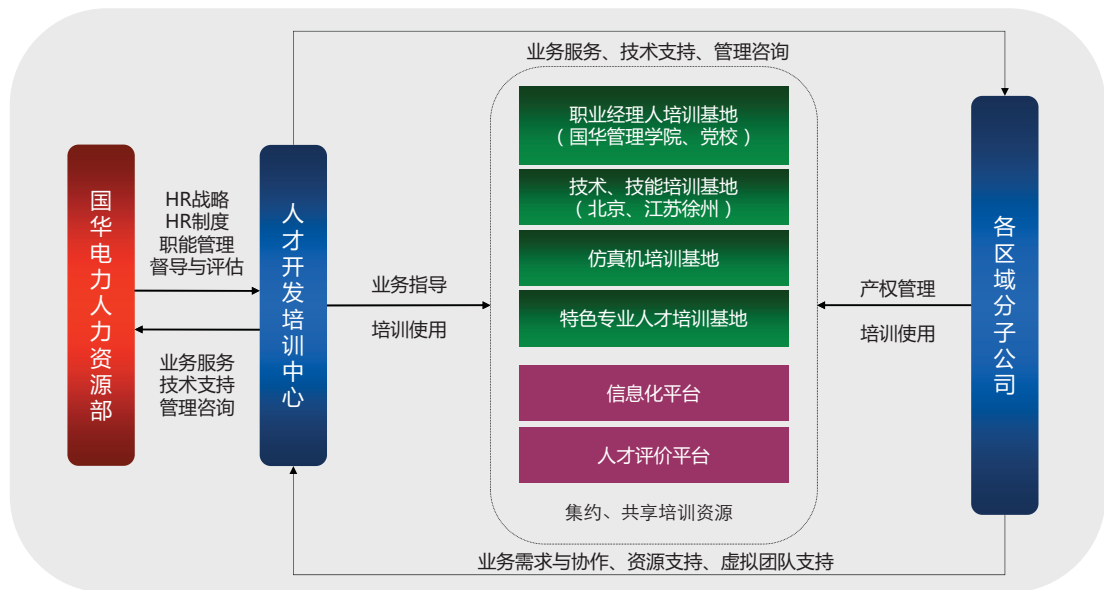 业务服务、技术支持、管理咨询
国华电力人力资源部
HR战略
HR制度
职能管理
督导与评估
业务服务
技术支持
管理咨询
人才开发培训中心
业务指导
培训使用
职业经理人培训基地
（国华管理学院、党校）
技术、技能培训基地
（北京、江苏徐州）
仿真机培训基地
特色专业人才培训基地
信息化平台
人才评价平台
集约、共享培训资源
产权管理
培训使用
各区域分子公司
业务需求与协作、资源支持、虚拟团队支持